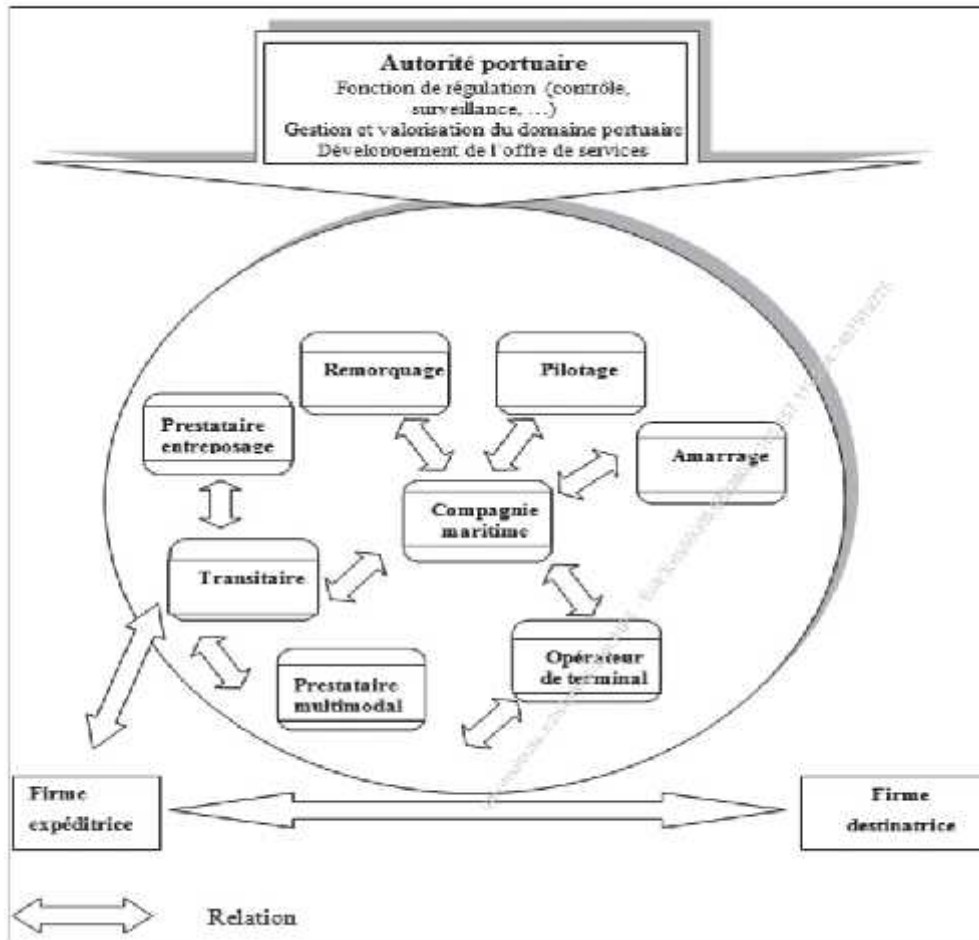 Autorité portuaire
Fonction de régulation (contrôle,
surveillance, …)
Gestion et valorisation du domaine portuaire
Développement de l'offre de services
Remorquage
Pilotage
Prestataire
entreposage
Amarrage
Compagnie
maritime
Transitaire
Opérateur
de terminal
Prestataire
multimodal
Firme
expéditrice
Firme
destinatrice
Relation